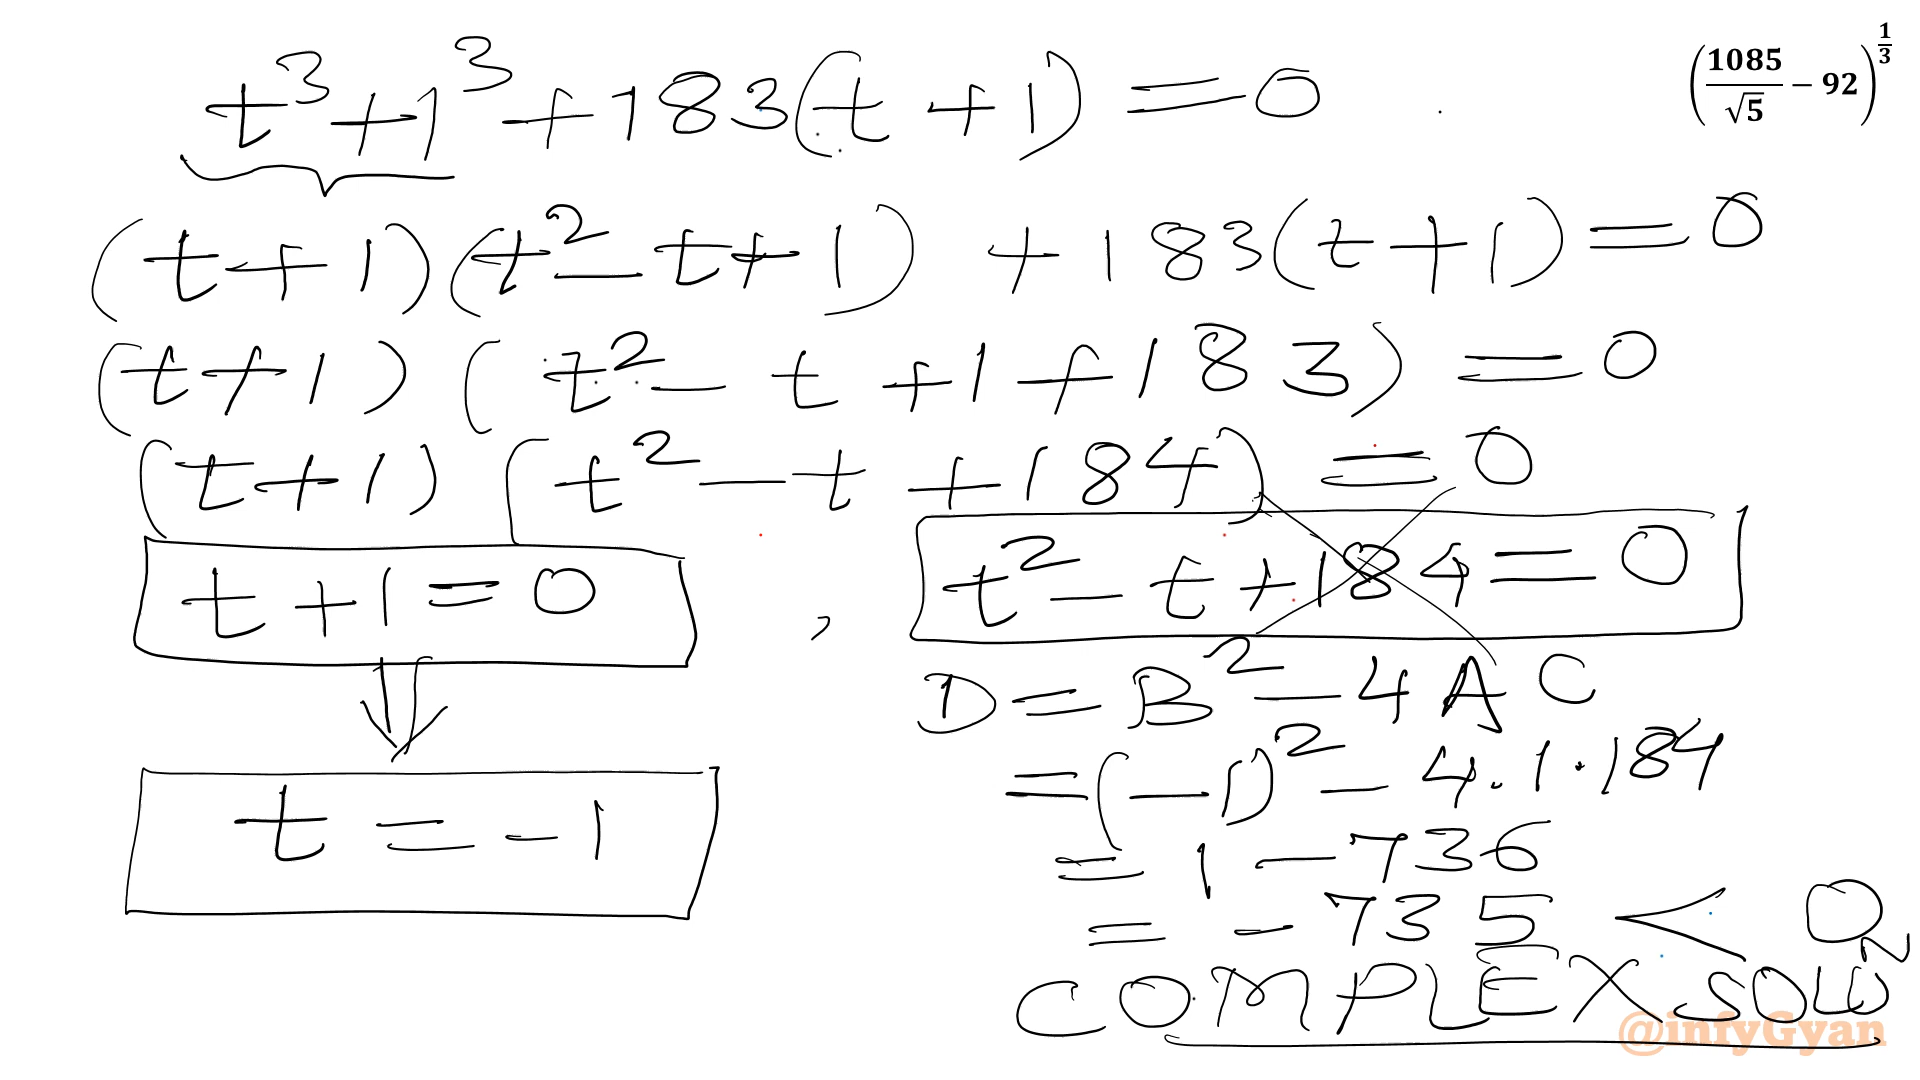 t³ + 1³ + 183(t + 1) = 0
(1085/√5 − 92)^(1/3)
(t + 1)(t² − t + 1) + 183(t + 1) = 0
(t + 1)(t² − t + 1 + 183) = 0
(t + 1)(t² − t + 184) = 0
t + 1 = 0 , t² − t + 184 = 0
D = B² − 4AC
= (−1)² − 4.1.184
t = −1
= 1 − 736
= −735 < 0
COMPLEX SOLUN
@infyGyan